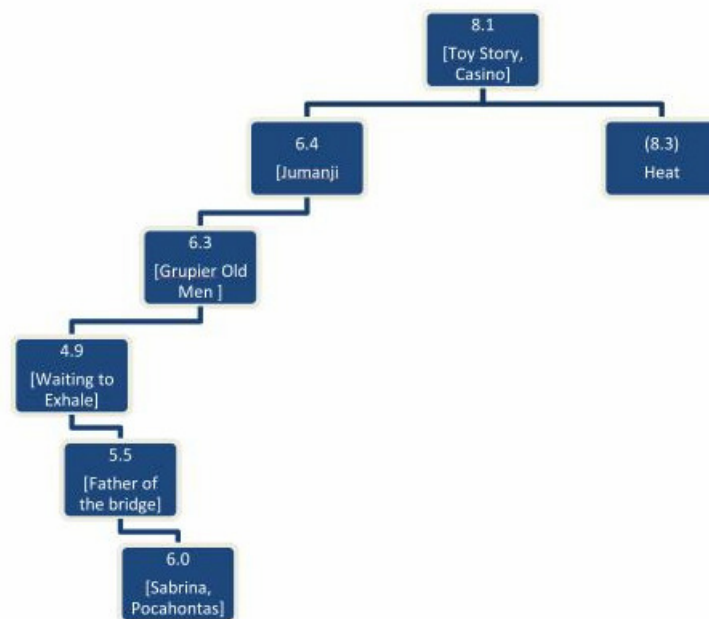 8.1
[Toy Story,
Casino]
6.4
[Jumanji
(8.3)
Heat
6.3
[Grupier Old
Men ]
4.9
[Waiting to
Exhale]
5.5
[Father of
the bridge]
6.0
[Sabrina,
Pocahontas]